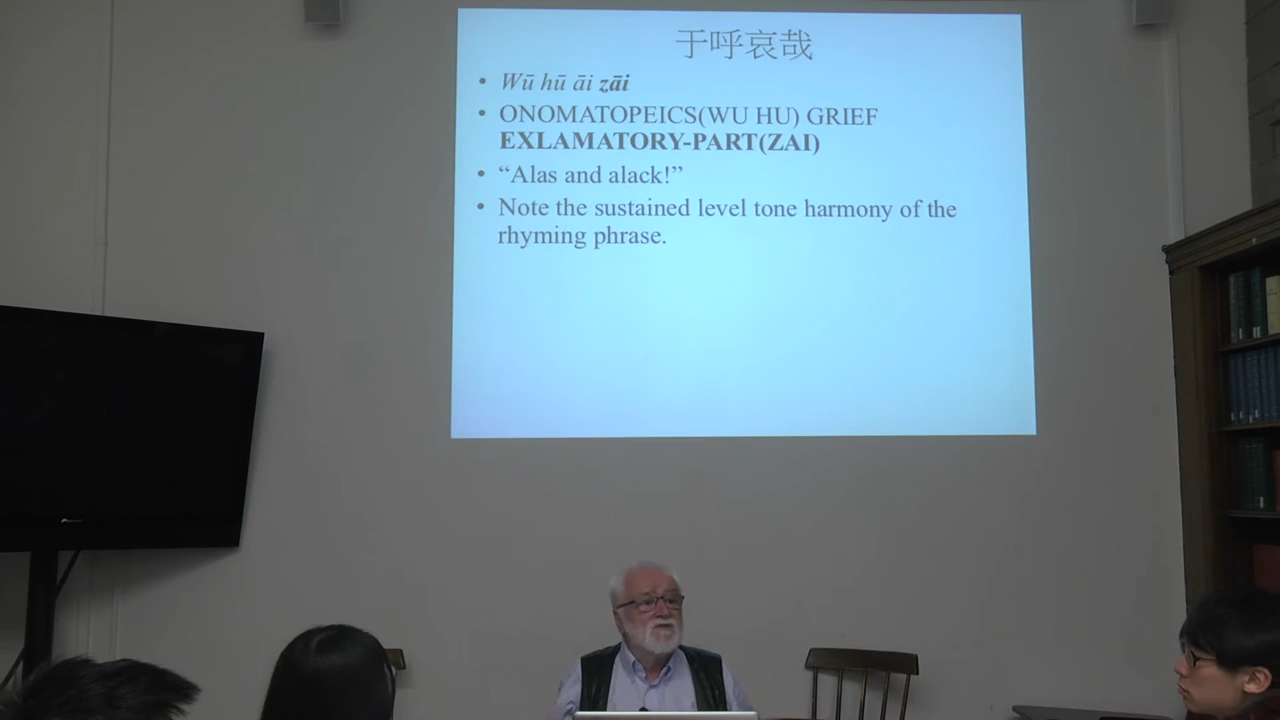 于呼哀哉
• Wū hū āi zāi
• ONOMATOPEICS(WU HU) GRIEF
EXLAMATORY-PART(ZAI)
• “Alas and alack!”
• Note the sustained level tone harmony of the
rhyming phrase.